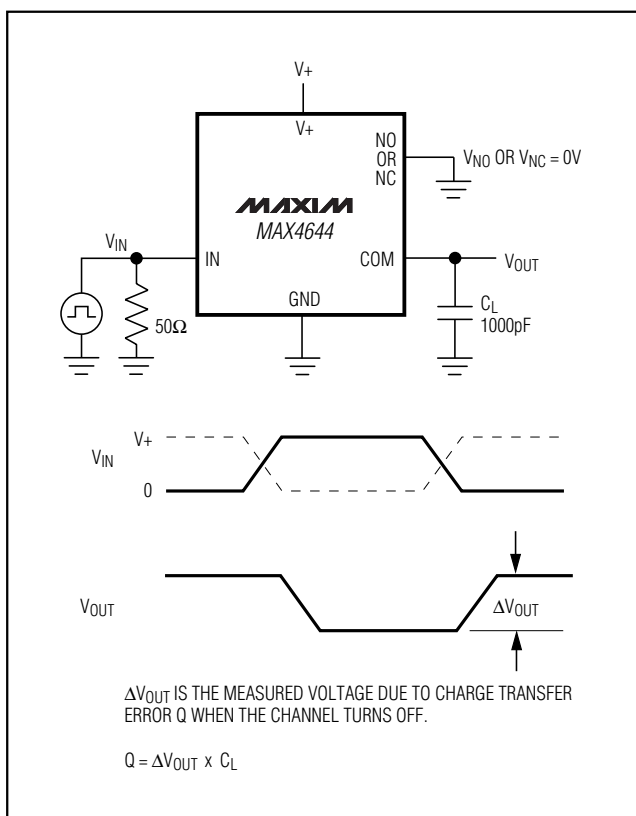 V+
V+
NO
OR
NC
VNO OR VNC = 0V
MAXIM
MAX4644
VIN
IN
COM
VOUT
50Ω
GND
CL
1000pF
V+
VIN
0
VOUT
ΔVOUT
ΔVOUT IS THE MEASURED VOLTAGE DUE TO CHARGE TRANSFER
ERROR Q WHEN THE CHANNEL TURNS OFF.
Q = ΔVOUT x CL